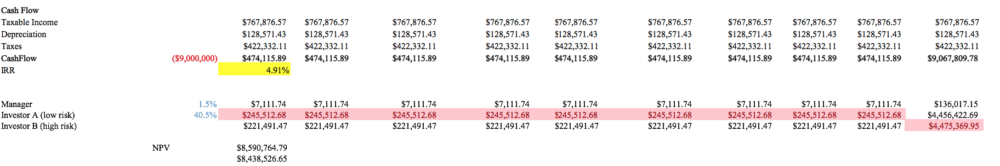 Cash Flow
Taxable Income $767,876.57 $767,876.57 $767,876.57 $767,876.57 $767,876.57 $767,876.57 $767,876.57 $767,876.57 $767,876.57 $767,876.57
Depreciation $128,571.43 $128,571.43 $128,571.43 $128,571.43 $128,571.43 $128,571.43 $128,571.43 $128,571.43 $128,571.43 $128,571.43
Taxes $422,332.11 $422,332.11 $422,332.11 $422,332.11 $422,332.11 $422,332.11 $422,332.11 $422,332.11 $422,332.11 $422,332.11
CashFlow ($9,000,000) $474,115.89 $474,115.89 $474,115.89 $474,115.89 $474,115.89 $474,115.89 $474,115.89 $474,115.89 $474,115.89 $9,067,809.78
IRR 4.91%
Manager 1.5% $7,111.74 $7,111.74 $7,111.74 $7,111.74 $7,111.74 $7,111.74 $7,111.74 $7,111.74 $7,111.74 $136,017.15
Investor A (low risk) 40.5% $245,512.68 $245,512.68 $245,512.68 $245,512.68 $245,512.68 $245,512.68 $245,512.68 $245,512.68 $245,512.68 $4,456,422.69
Investor B (high risk) $221,491.47 $221,491.47 $221,491.47 $221,491.47 $221,491.47 $221,491.47 $221,491.47 $221,491.47 $221,491.47 $4,475,369.95
NPV $8,590,764.79
$8,438,526.65